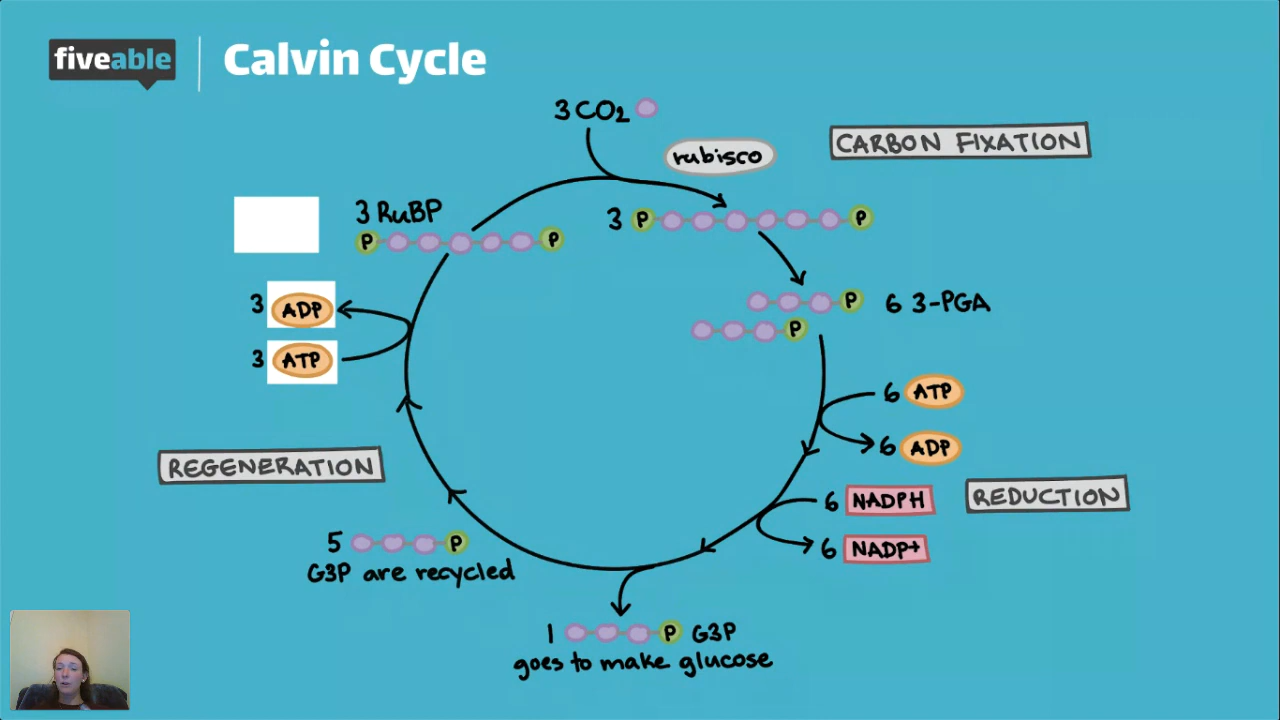 fiveable
Calvin Cycle
3 CO2
rubisco
CARBON FIXATION
3 RuBP
P P
3 P P
P 6 3-PGA
P
3 ADP
3 ATP
6 ATP
6 ADP
REGENERATION
6 NADPH
REDUCTION
6 NADP+
5 P
G3P are recycled
1 P G3P
goes to make glucose